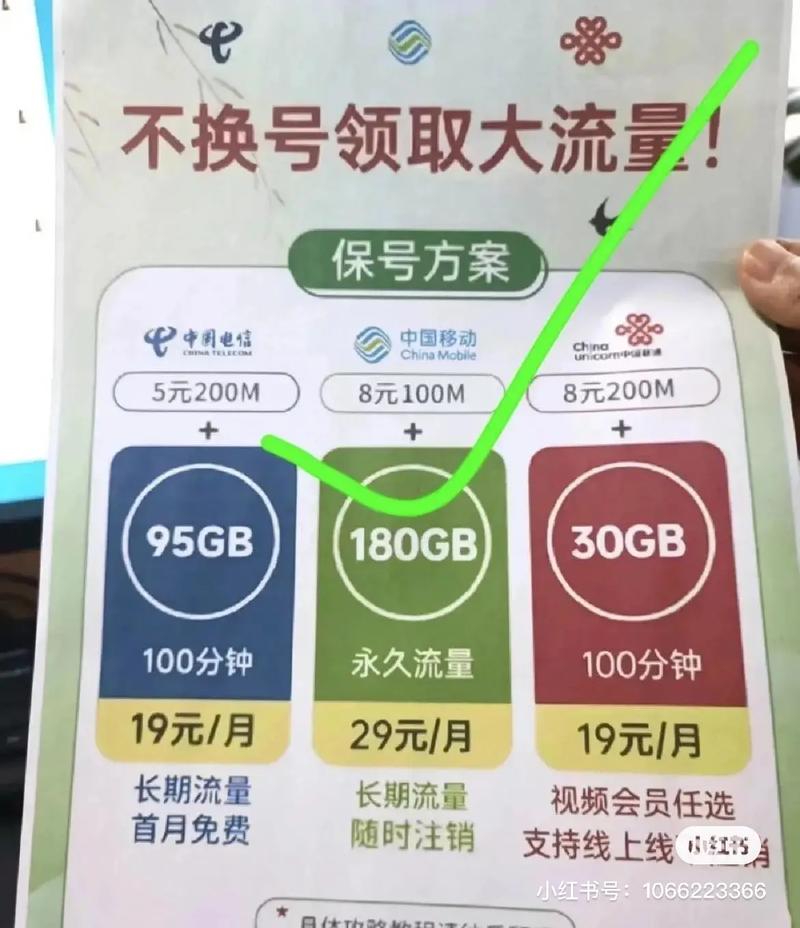 不换号领取大流量！
保号方案
中国电信
CHINA TELECOM
中国移动
China Mobile
China
unicom中国联通
5元200M
8元100M
8元200M
+
+
+
95GB
180GB
30GB
100分钟
永久流量
100分钟
19元/月
29元/月
19元/月
长期流量
首月免费
长期流量
随时注销
视频会员任选
支持线上线
销
小红书
小红书号：1066223366